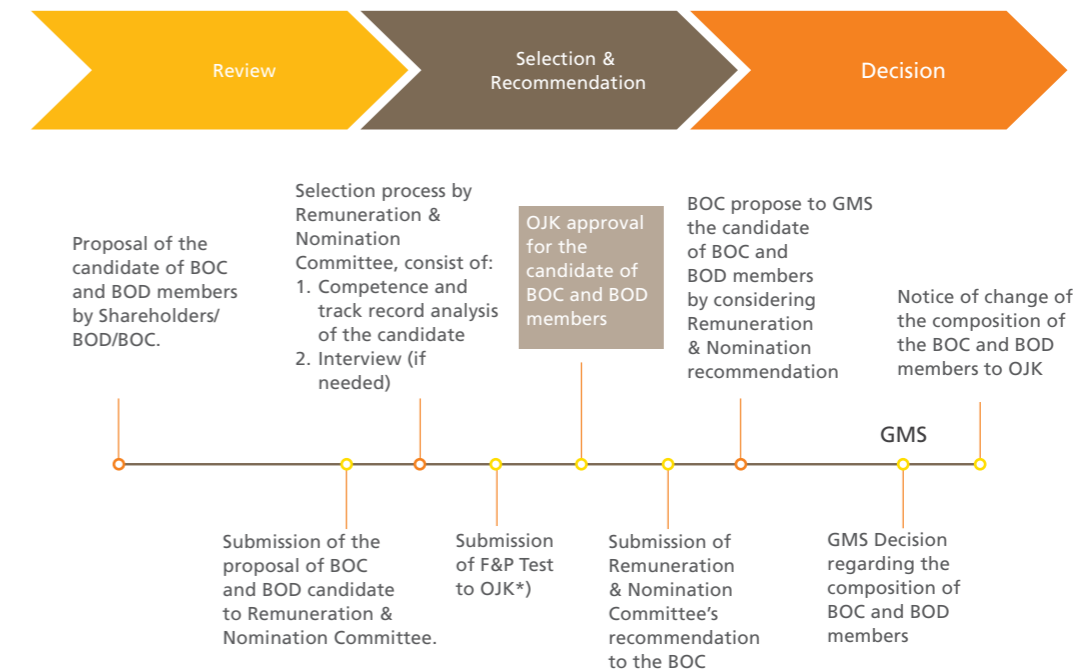 Review
Selection &
Recommendation
Decision
Proposal of the
candidate of BOC
and BOD members
by Shareholders/
BOD/BOC.
Selection process by
Remuneration &
Nomination
Committee, consist of:
1. Competence and
track record analysis
of the candidate
2. Interview (if
needed)
OJK approval
for the
candidate of
BOC and BOD
members
BOC propose to GMS
the candidate
of BOC and
BOD members
by considering
Remuneration
& Nomination
recommendation
Notice of change of
the composition of
the BOC and BOD
members to OJK
GMS
Submission of the
proposal of BOC
and BOD candidate
to Remuneration &
Nomination Committee.
Submission
of F&P Test
to OJK*)
Submission of
Remuneration
& Nomination
Committee’s
recommendation
to the BOC
GMS Decision
regarding the
composition of
BOC and BOD
members